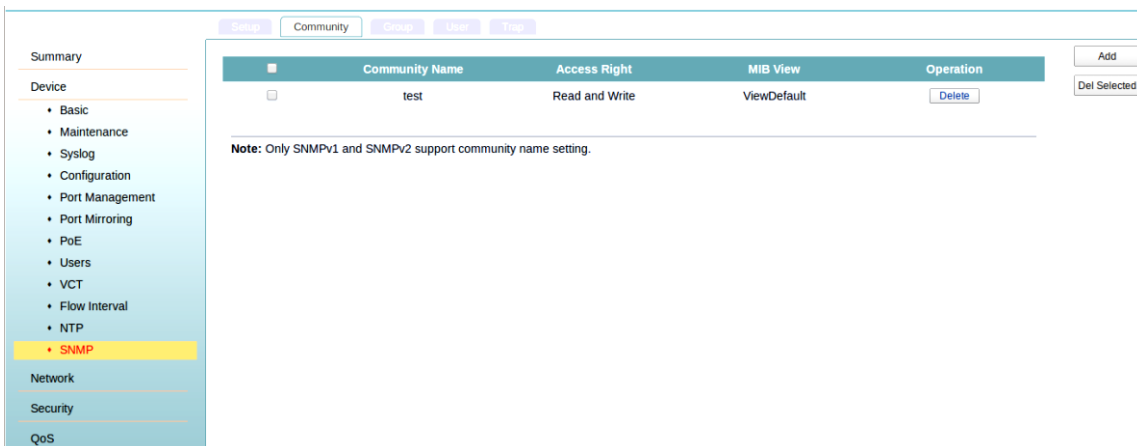 Setup Community Group User Trap
Summary
Device
Basic
Maintenance
Syslog
Configuration
Port Management
Port Mirroring
PoE
Users
VCT
Flow Interval
NTP
SNMP
Network
Security
QoS
Community Name Access Right MIB View Operation
test Read and Write ViewDefault Delete
Note: Only SNMPv1 and SNMPv2 support community name setting.
Add
Del Selected